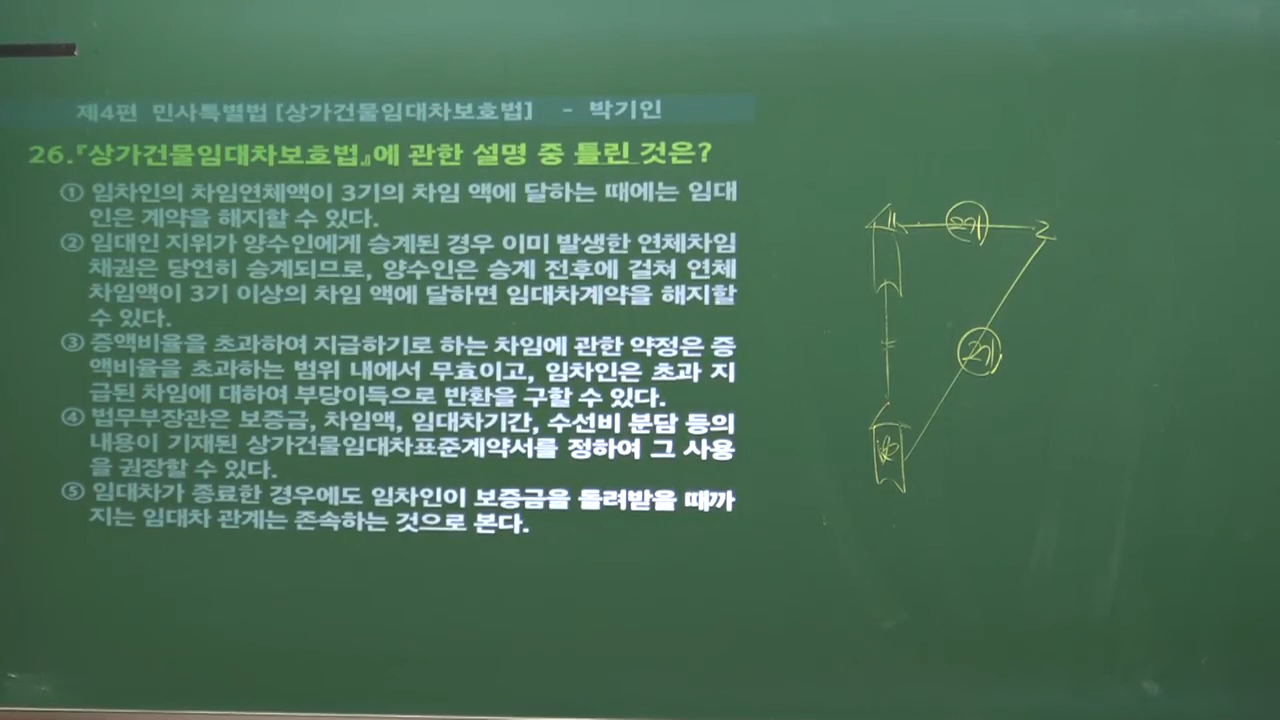 제4편 민사특별법 [상가건물임대차보호법] - 박기인
26.『상가건물임대차보호법』에 관한 설명 중 틀린 것은?
① 임차인의 차임연체액이 3기의 차임 액에 달하는 때에는 임대
인은 계약을 해지할 수 있다.
② 임대인 지위가 양수인에게 승계된 경우 이미 발생한 연체차임
채권은 당연히 승계되므로, 양수인은 승계 전후에 걸쳐 연체
차임액이 3기 이상의 차임 액에 달하면 임대차계약을 해지할
수 있다.
③ 증액비율을 초과하여 지급하기로 하는 차임에 관한 약정은 증
액비율을 초과하는 범위 내에서 무효이고, 임차인은 초과 지
급된 차임에 대하여 부당이득으로 반환을 구할 수 있다.
④ 법무부장관은 보증금, 차임액, 임대차기간, 수선비 분담 등의
내용이 기재된 상가건물임대차표준계약서를 정하여 그 사용
을 권장할 수 있다.
⑤ 임대차가 종료한 경우에도 임차인이 보증금을 돌려받을 때까
지는 임대차 관계는 존속하는 것으로 본다.
2기
2기